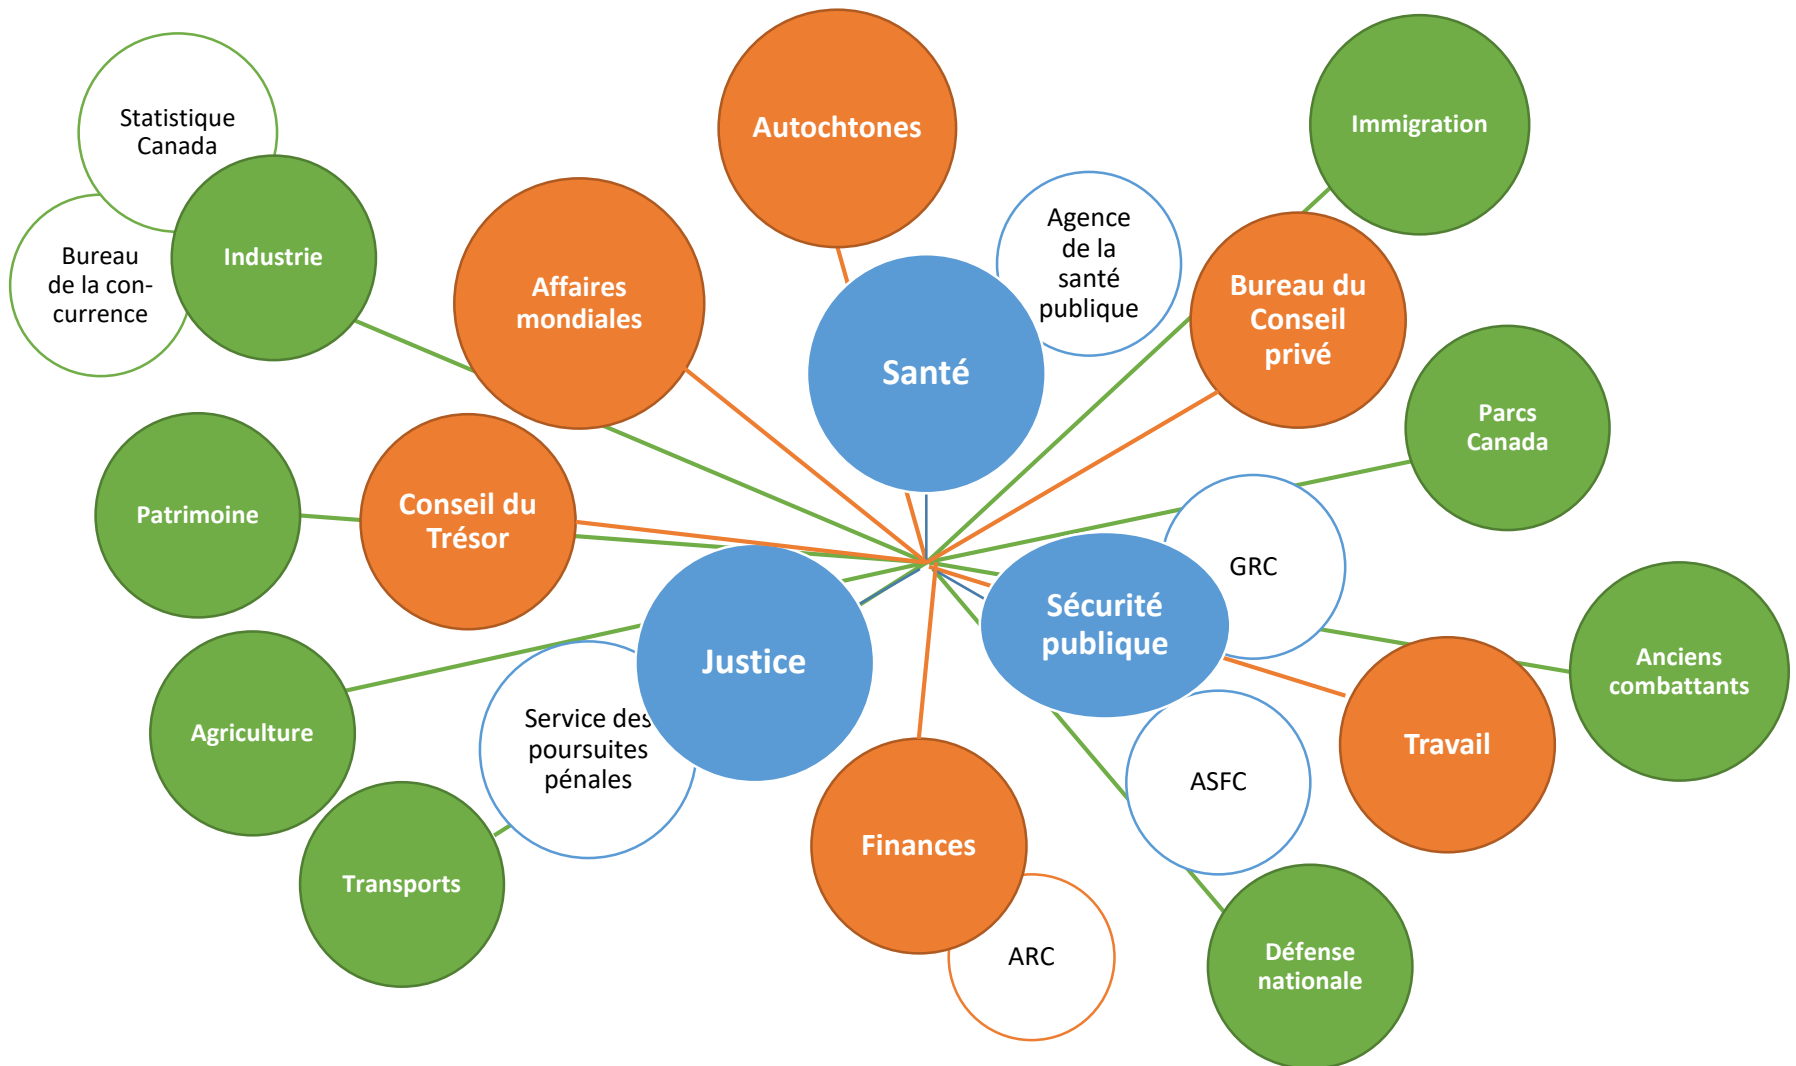 Statistique
Canada
Bureau
de la con-
currence
Industrie
Affaires
mondiales
Autochtones
Agence
de la
santé
publique
Immigration
Bureau du
Conseil
privé
Santé
Parcs
Canada
Patrimoine
Conseil du
Trésor
GRC
Sécurité
publique
Justice
Anciens
combattants
Agriculture
Service des
poursuites
pénales
Travail
ASFC
Transports
Finances
ARC
Défense
nationale